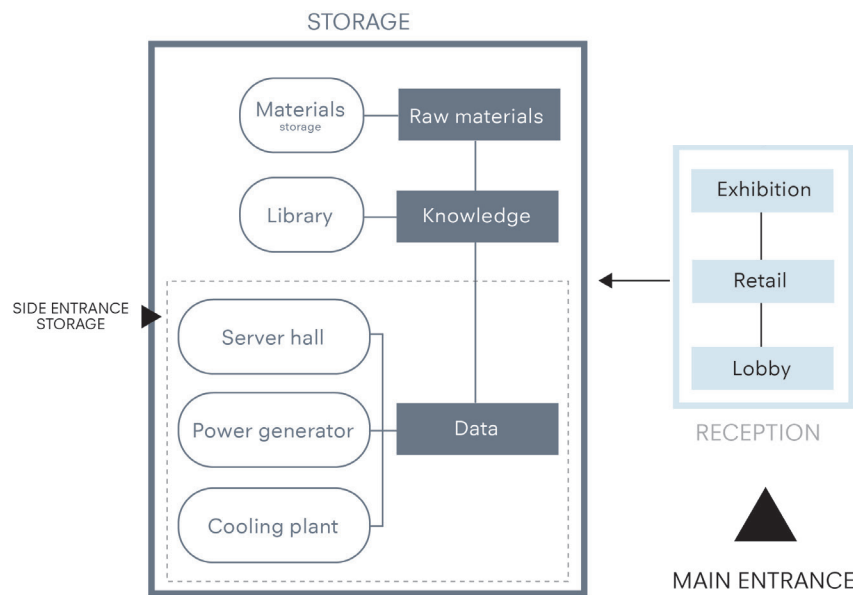 STORAGE
Materials
storage
Raw materials
Library
Knowledge
SIDE ENTRANCE
STORAGE
Server hall
Power generator
Data
Cooling plant
Exhibition
Retail
Lobby
RECEPTION
MAIN ENTRANCE